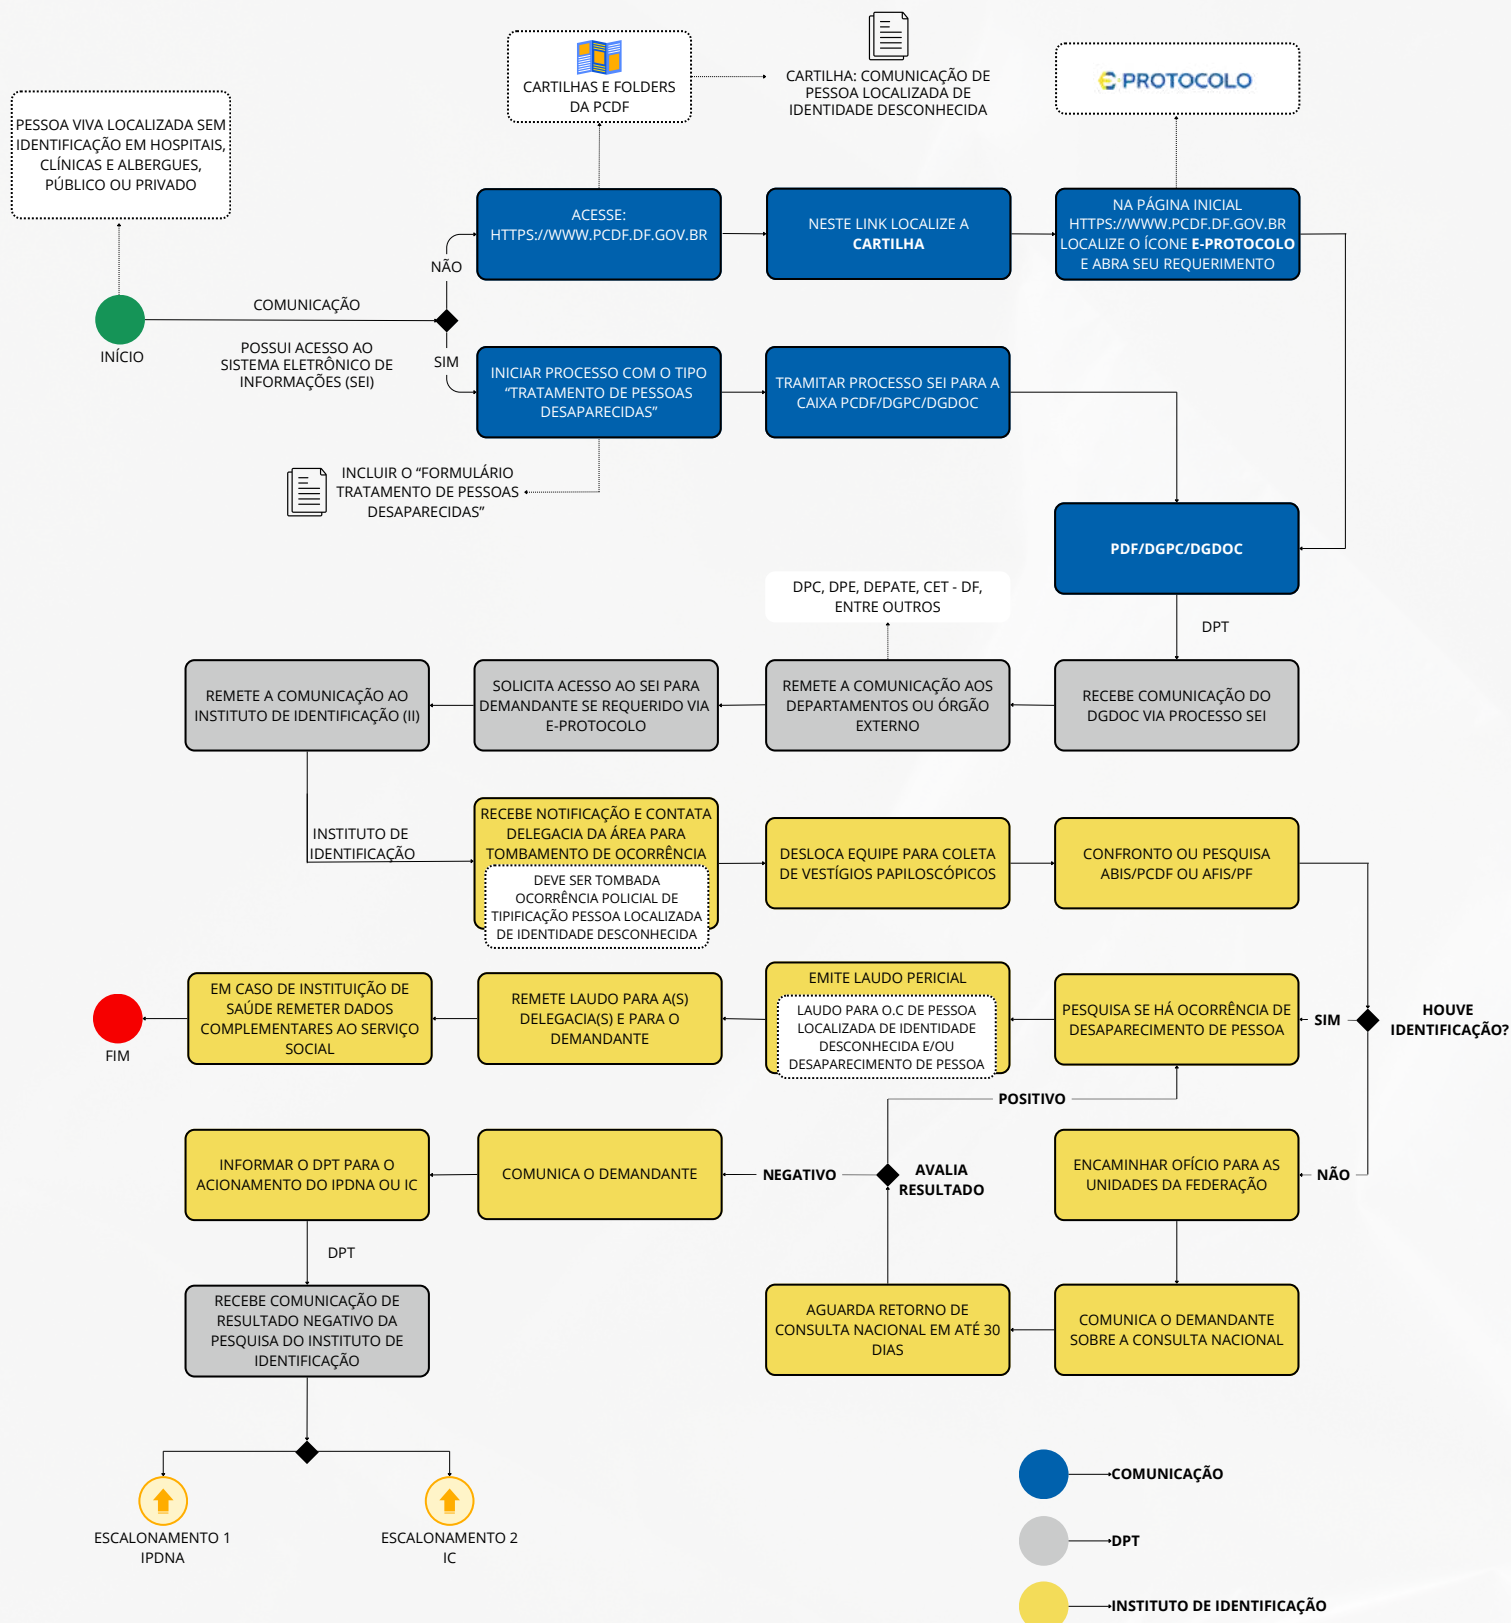 CARTILHAS E FOLDERS
DA PCDF
CARTILHA: COMUNICAÇÃO DE
PESSOA LOCALIZADA DE
IDENTIDADE DESCONHECIDA
E-PROTOCOLO
PESSOA VIVA LOCALIZADA SEM
IDENTIFICAÇÃO EM HOSPITAIS,
CLÍNICAS E ALBERGUES,
PÚBLICO OU PRIVADO
ACESSE:
HTTPS://WWW.PCDF.DF.GOV.BR
NESTE LINK LOCALIZE A
CARTILHA
NA PÁGINA INICIAL
HTTPS://WWW.PCDF.DF.GOV.BR
LOCALIZE O ÍCONE E-PROTOCOLO
E ABRA SEU REQUERIMENTO
NÃO
COMUNICAÇÃO
INÍCIO
POSSUI ACESSO AO
SISTEMA ELETRÔNICO DE
INFORMAÇÕES (SEI)
SIM
INICIAR PROCESSO COM O TIPO
“TRATAMENTO DE PESSOAS
DESAPARECIDAS”
TRAMITAR PROCESSO SEI PARA A
CAIXA PCDF/DGPC/DGDOC
INCLUIR O “FORMULÁRIO
TRATAMENTO DE PESSOAS
DESAPARECIDAS”
PDF/DGPC/DGDOC
DPC, DPE, DEPATE, CET - DF,
ENTRE OUTROS
DPT
REMETE A COMUNICAÇÃO AO
INSTITUTO DE IDENTIFICAÇÃO (II)
SOLICITA ACESSO AO SEI PARA
DEMANDANTE SE REQUERIDO VIA
E-PROTOCOLO
REMETE A COMUNICAÇÃO AOS
DEPARTAMENTOS OU ÓRGÃO
EXTERNO
RECEBE COMUNICAÇÃO DO
DGDOC VIA PROCESSO SEI
INSTITUTO DE
IDENTIFICAÇÃO
RECEBE NOTIFICAÇÃO E CONTATA
DELEGACIA DA ÁREA PARA
TOMBAMENTO DE OCORRÊNCIA
DEVE SER TOMBADA
OCORRÊNCIA POLICIAL DE
TIPIFICAÇÃO PESSOA LOCALIZADA
DE IDENTIDADE DESCONHECIDA
DESLOCA EQUIPE PARA COLETA
DE VESTÍGIOS PAPILOSCÓPICOS
CONFRONTO OU PESQUISA
ABIS/PCDF OU AFIS/PF
FIM
EM CASO DE INSTITUIÇÃO DE
SAÚDE REMETER DADOS
COMPLEMENTARES AO SERVIÇO
SOCIAL
REMETE LAUDO PARA A(S)
DELEGACIA(S) E PARA O
DEMANDANTE
EMITE LAUDO PERICIAL
LAUDO PARA O.C DE PESSOA
LOCALIZADA DE IDENTIDADE
DESCONHECIDA E/OU
DESAPARECIMENTO DE PESSOA
PESQUISA SE HÁ OCORRÊNCIA DE
DESAPARECIMENTO DE PESSOA
SIM
HOUVE
IDENTIFICAÇÃO?
POSITIVO
INFORMAR O DPT PARA O
ACIONAMENTO DO IPDNA OU IC
COMUNICA O DEMANDANTE
NEGATIVO
AVALIA
RESULTADO
ENCAMINHAR OFÍCIO PARA AS
UNIDADES DA FEDERAÇÃO
NÃO
DPT
RECEBE COMUNICAÇÃO DE
RESULTADO NEGATIVO DA
PESQUISA DO INSTITUTO DE
IDENTIFICAÇÃO
AGUARDA RETORNO DE
CONSULTA NACIONAL EM ATÉ 30
DIAS
COMUNICA O DEMANDANTE
SOBRE A CONSULTA NACIONAL
ESCALONAMENTO 1
IPDNA
ESCALONAMENTO 2
IC
COMUNICAÇÃO
DPT
INSTITUTO DE IDENTIFICAÇÃO